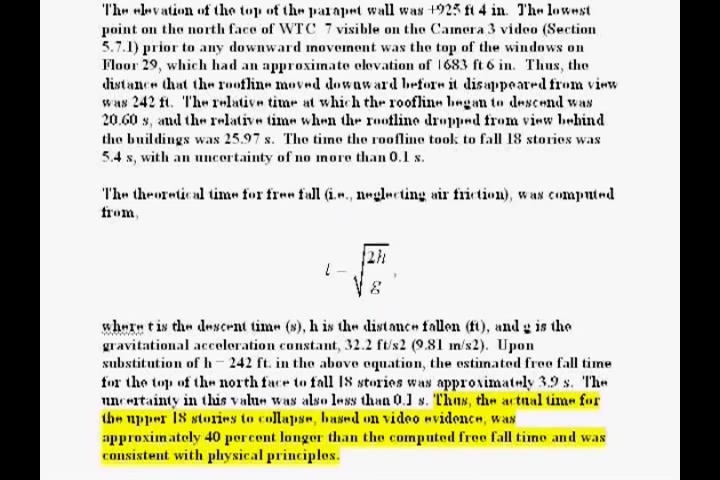 The elevation of the top of the parapet wall was +925 ft 4 in. The lowest
point on the north face of WTC 7 visible on the Camera 3 video (Section
5.7.1) prior to any downward movement was the top of the windows on
Floor 29, which had an approximate elevation of 1683 ft 6 in. Thus, the
distance that the roofline moved downward before it disappeared from view
was 242 ft. The relative time at which the roofline began to descend was
20.60 s, and the relative time when the roofline dropped from view behind
the buildings was 25.97 s. The time the roofline took to fall 18 stories was
5.4 s, with an uncertainty of no more than 0.1 s.
The theoretical time for free fall (i.e., neglecting air friction), was computed
from,
t = √(2h/g),
where t is the descent time (s), h is the distance fallen (ft), and g is the
gravitational acceleration constant, 32.2 ft/s2 (9.81 m/s2). Upon
substitution of h = 242 ft. in the above equation, the estimated free fall time
for the top of the north face to fall 18 stories was approximately 3.9 s. The
uncertainty in this value was also less than 0.1 s. Thus, the actual time for
the upper 18 stories to collapse, based on video evidence, was
approximately 40 percent longer than the computed free fall time and was
consistent with physical principles.